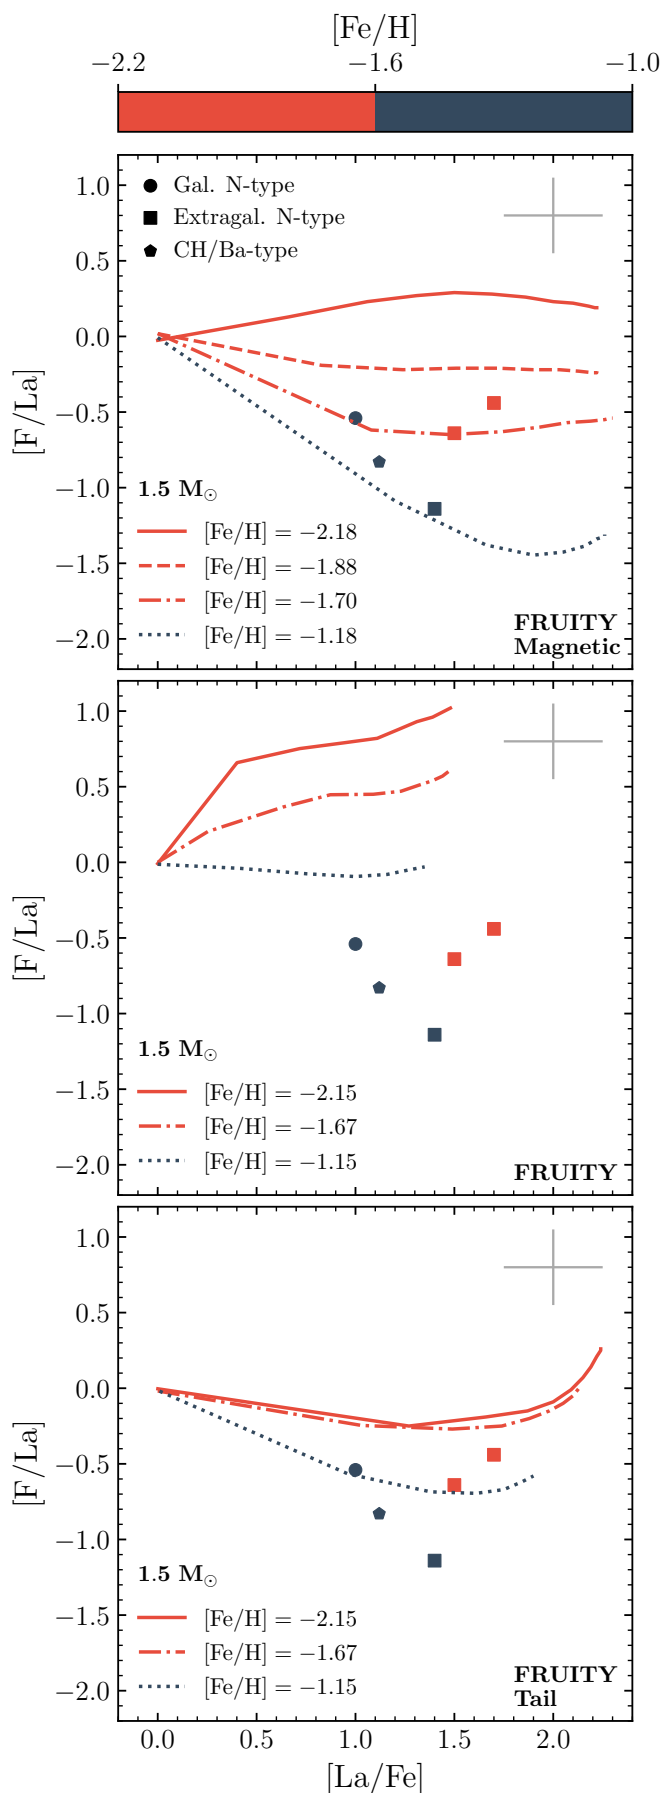 [Fe/H]
−2.2 −1.6 −1.0
1.0
0.5
0.0
−0.5
−1.0
−1.5
−2.0
[F/La]
Gal. N-type
Extragal. N-type
CH/Ba-type
1.5 M⊙
[Fe/H] = −2.18
[Fe/H] = −1.88
[Fe/H] = −1.70
[Fe/H] = −1.18
FRUITY
Magnetic
1.0
0.5
0.0
−0.5
−1.0
−1.5
−2.0
[F/La]
1.5 M⊙
[Fe/H] = −2.15
[Fe/H] = −1.67
[Fe/H] = −1.15
FRUITY
1.0
0.5
0.0
−0.5
−1.0
−1.5
−2.0
[F/La]
1.5 M⊙
[Fe/H] = −2.15
[Fe/H] = −1.67
[Fe/H] = −1.15
FRUITY
Tail
0.0 0.5 1.0 1.5 2.0
[La/Fe]